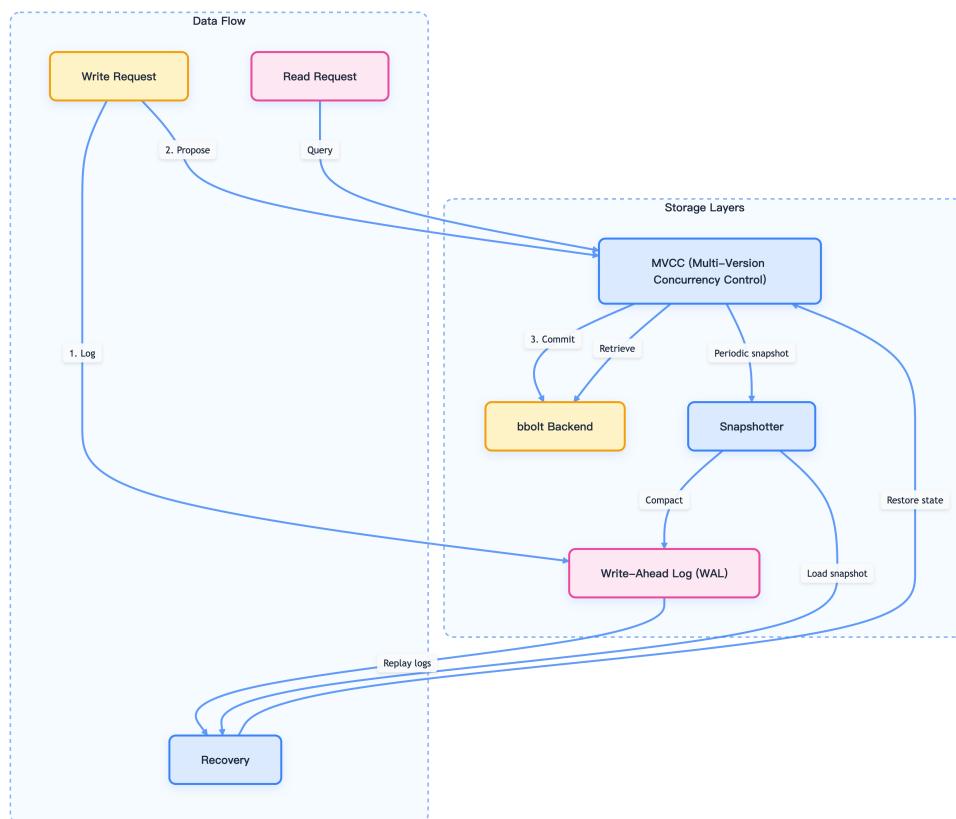 Data Flow
Write Request
Read Request
2. Propose
Query
Storage Layers
MVCC (Multi-Version
Concurrency Control)
3. Commit
Retrieve
1. Log
Periodic snapshot
bbolt Backend
Snapshotter
Compact
Restore state
Write-Ahead Log (WAL)
Load snapshot
Replay logs
Recovery